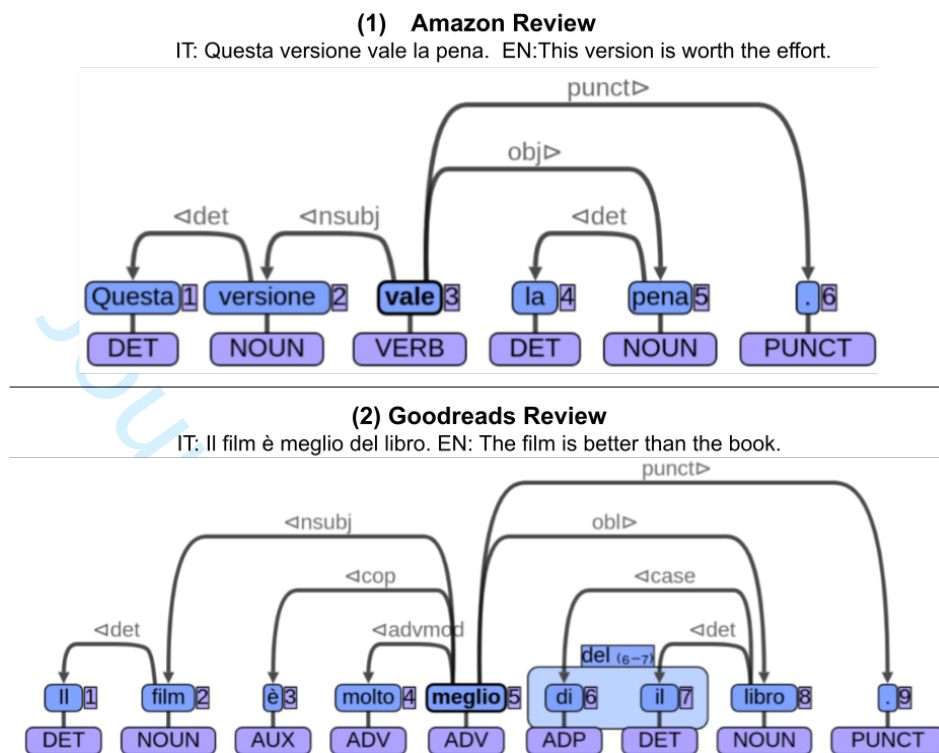 (1) Amazon Review
IT: Questa versione vale la pena. EN:This version is worth the effort.
punct⊳
obj⊳
⊲det ⊲nsubj ⊲det
Questa 1 versione 2 vale 3 la 4 pena 5 . 6
DET NOUN VERB DET NOUN PUNCT
(2) Goodreads Review
IT: Il film è meglio del libro. EN: The film is better than the book.
punct⊳
⊲nsubj obl⊳
⊲cop ⊲case
⊲det ⊲advmod ⊲det
del (6–7)
Il 1 film 2 è 3 molto 4 meglio 5 di 6 il 7 libro 8 . 9
DET NOUN AUX ADV ADV ADP DET NOUN PUNCT